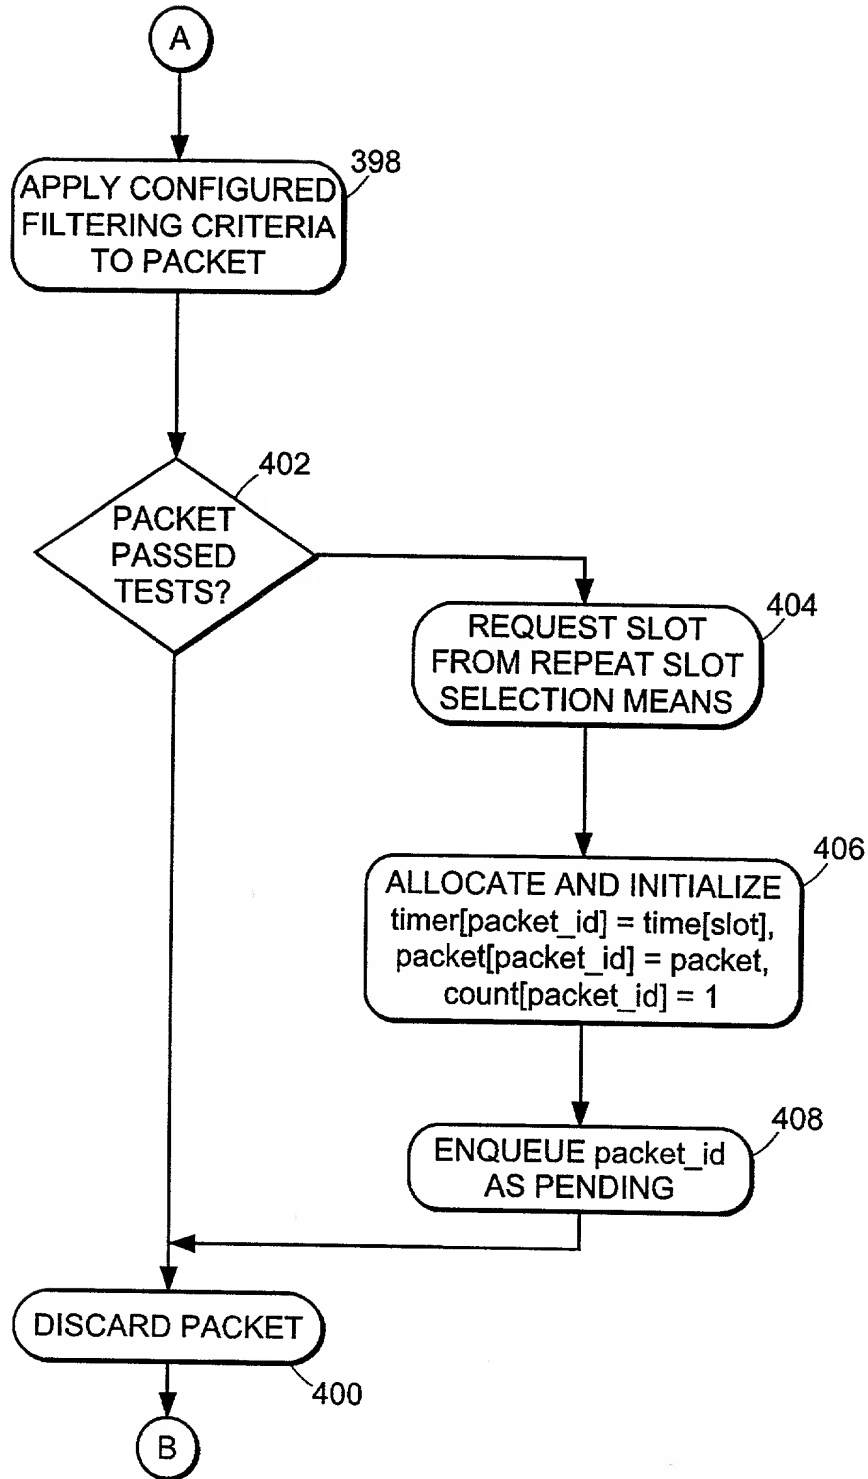 A
398
APPLY CONFIGURED
FILTERING CRITERIA
TO PACKET
402
PACKET
PASSED
TESTS?
404
REQUEST SLOT
FROM REPEAT SLOT
SELECTION MEANS
406
ALLOCATE AND INITIALIZE
timer[packet_id] = time[slot],
packet[packet_id] = packet,
count[packet_id] = 1
408
ENQUEUE packet_id
AS PENDING
DISCARD PACKET
400
B